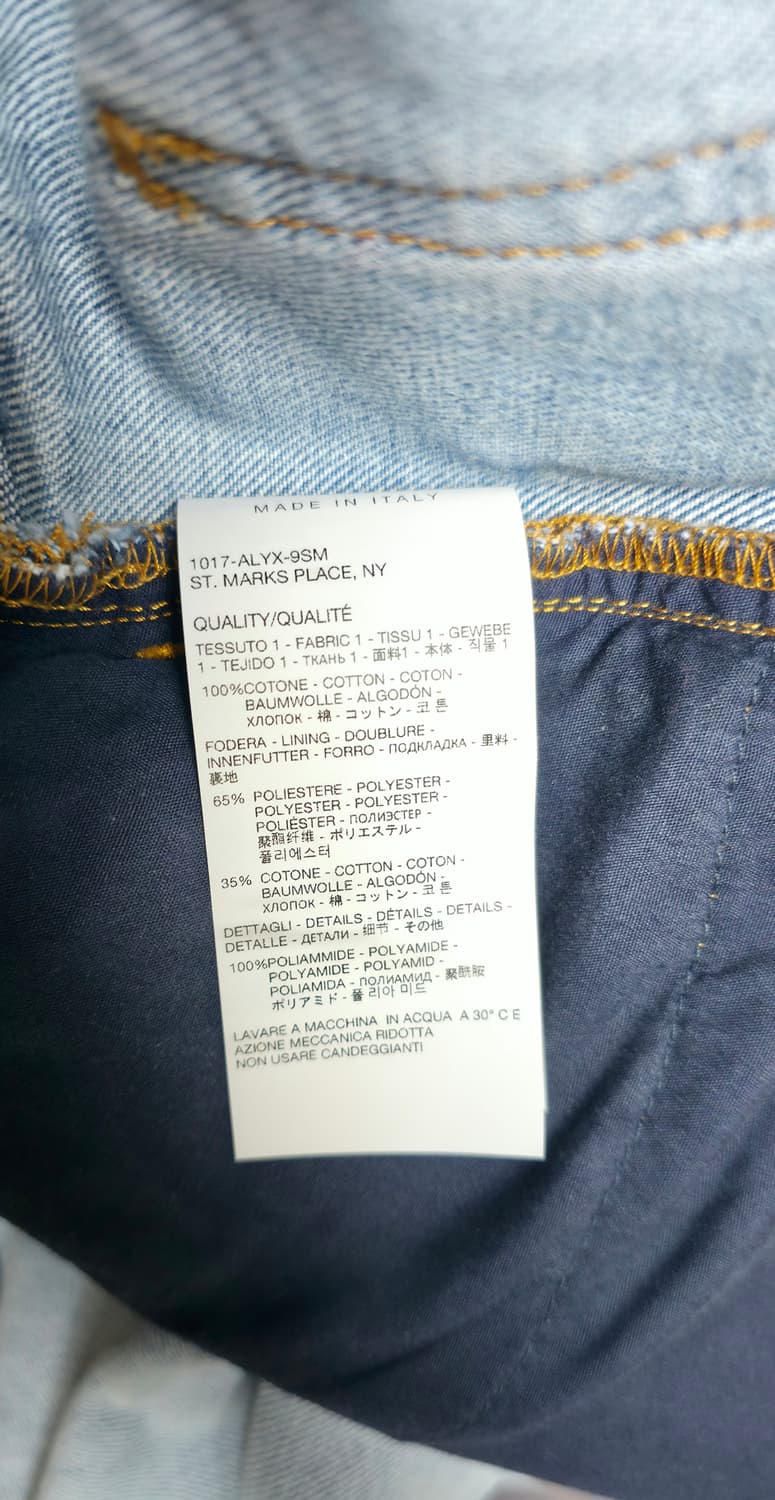 MADE IN ITALY
1017-ALYX-9SM
ST. MARKS PLACE, NY
QUALITY/QUALITÉ
TESSUTO 1 - FABRIC 1 - TISSU 1 - GEWEBE
1 - TEJIDO 1 - ТКАНЬ 1 - 面料1 - 本体 - 직물 1
100%COTONE - COTTON - COTON -
BAUMWOLLE - ALGODÓN -
ХЛОПОК - 棉 - コットン - 코 튼
FODERA - LINING - DOUBLURE -
INNENFUTTER - FORRO - ПОДКЛАДКА - 里料 -
裏地
65% POLIESTERE - POLYESTER -
POLYESTER - POLYESTER -
POLIÉSTER - ПОЛИЭСТЕР -
聚酯纤维 - ポリエステル -
폴리에스터
35% COTONE - COTTON - COTON -
BAUMWOLLE - ALGODÓN -
ХЛОПОК - 棉 - コットン - 코 튼
DETTAGLI - DETAILS - DÉTAILS - DETAILS -
DETALLE - ДЕТАЛИ - 细节 - その他
100%POLIAMMIDE - POLYAMIDE -
POLYAMIDE - POLYAMID -
POLIAMIDA - ПОЛИАМИД - 聚酰胺
ポリアミド - 폴 리아 미드
LAVARE A MACCHINA IN ACQUA A 30° C E
AZIONE MECCANICA RIDOTTA
NON USARE CANDEGGIANTI